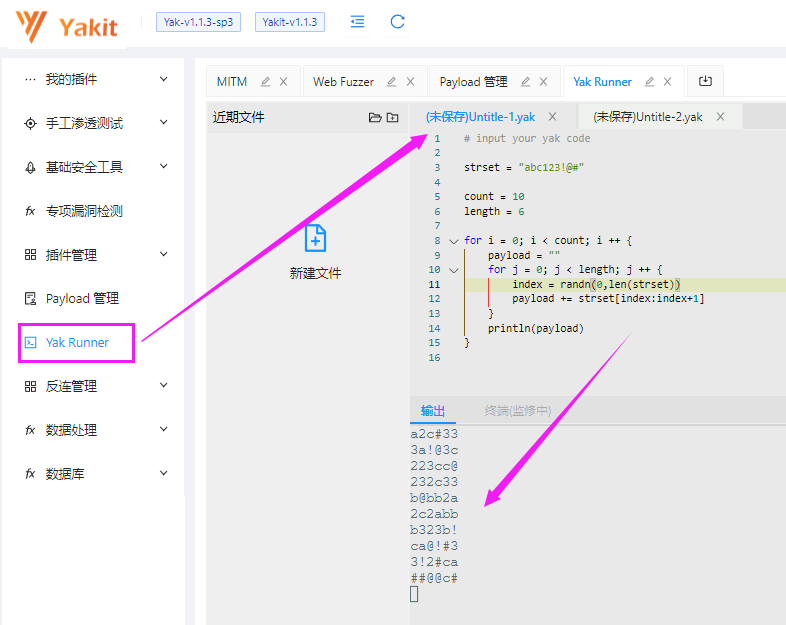 Yakit
Yak-v1.1.3-sp3
Yakit-v1.1.3
我的插件
手工渗透测试
基础安全工具
专项漏洞检测
插件管理
Payload 管理
Yak Runner
反连管理
数据处理
数据库
MITM
Web Fuzzer
Payload 管理
Yak Runner
近期文件
新建文件
(未保存)Untitle-1.yak
(未保存)Untitle-2.yak
1 # input your yak code
2
3 strset = "abc123!@#"
4
5 count = 10
6 length = 6
7
8 for i = 0; i < count; i ++ {
9 payload = ""
10 for j = 0; j < length; j ++ {
11 index = randn(0,len(strset))
12 payload += strset[index:index+1]
13 }
14 println(payload)
15 }
16
输出
终端(监修中)
a2c#33
3a!@3c
223cc@
232c33
b@bb2a
2c2abb
b323b!
ca@!#3
3!2#ca
##@@c#